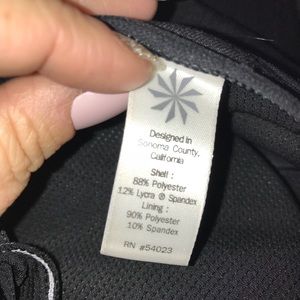 Designed in
Sonoma County,
California
Shell :
88% Polyester
12% Lycra ® Spandex
Lining :
90% Polyester
10% Spandex
RN #54023